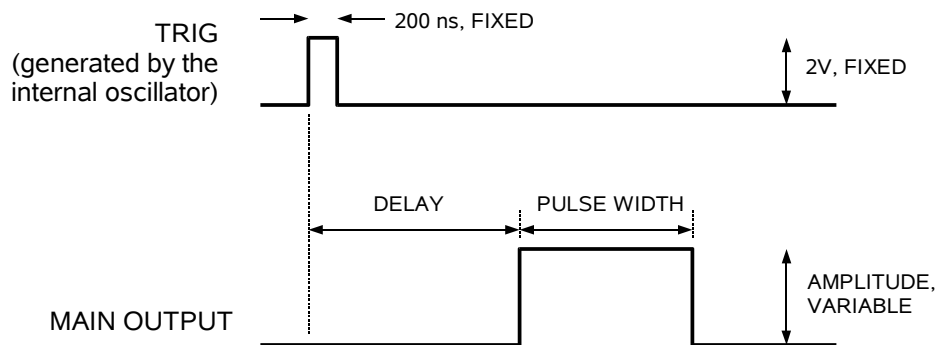 200 ns, FIXED
TRIG
(generated by the
internal oscillator)
2V, FIXED
DELAY
PULSE WIDTH
AMPLITUDE,
VARIABLE
MAIN OUTPUT